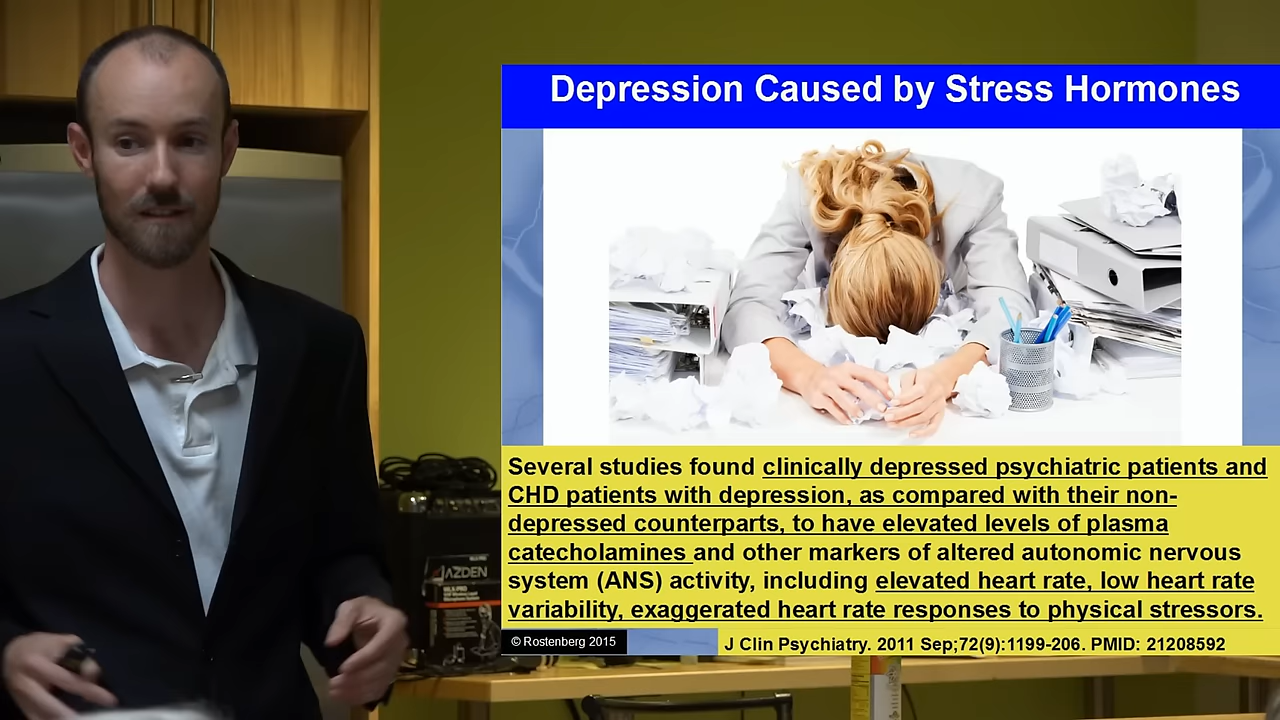 Depression Caused by Stress Hormones
Several studies found clinically depressed psychiatric patients and
CHD patients with depression, as compared with their non-
depressed counterparts, to have elevated levels of plasma
catecholamines and other markers of altered autonomic nervous
system (ANS) activity, including elevated heart rate, low heart rate
variability, exaggerated heart rate responses to physical stressors.
© Rostenberg 2015
J Clin Psychiatry. 2011 Sep;72(9):1199-206. PMID: 21208592
AZDEN